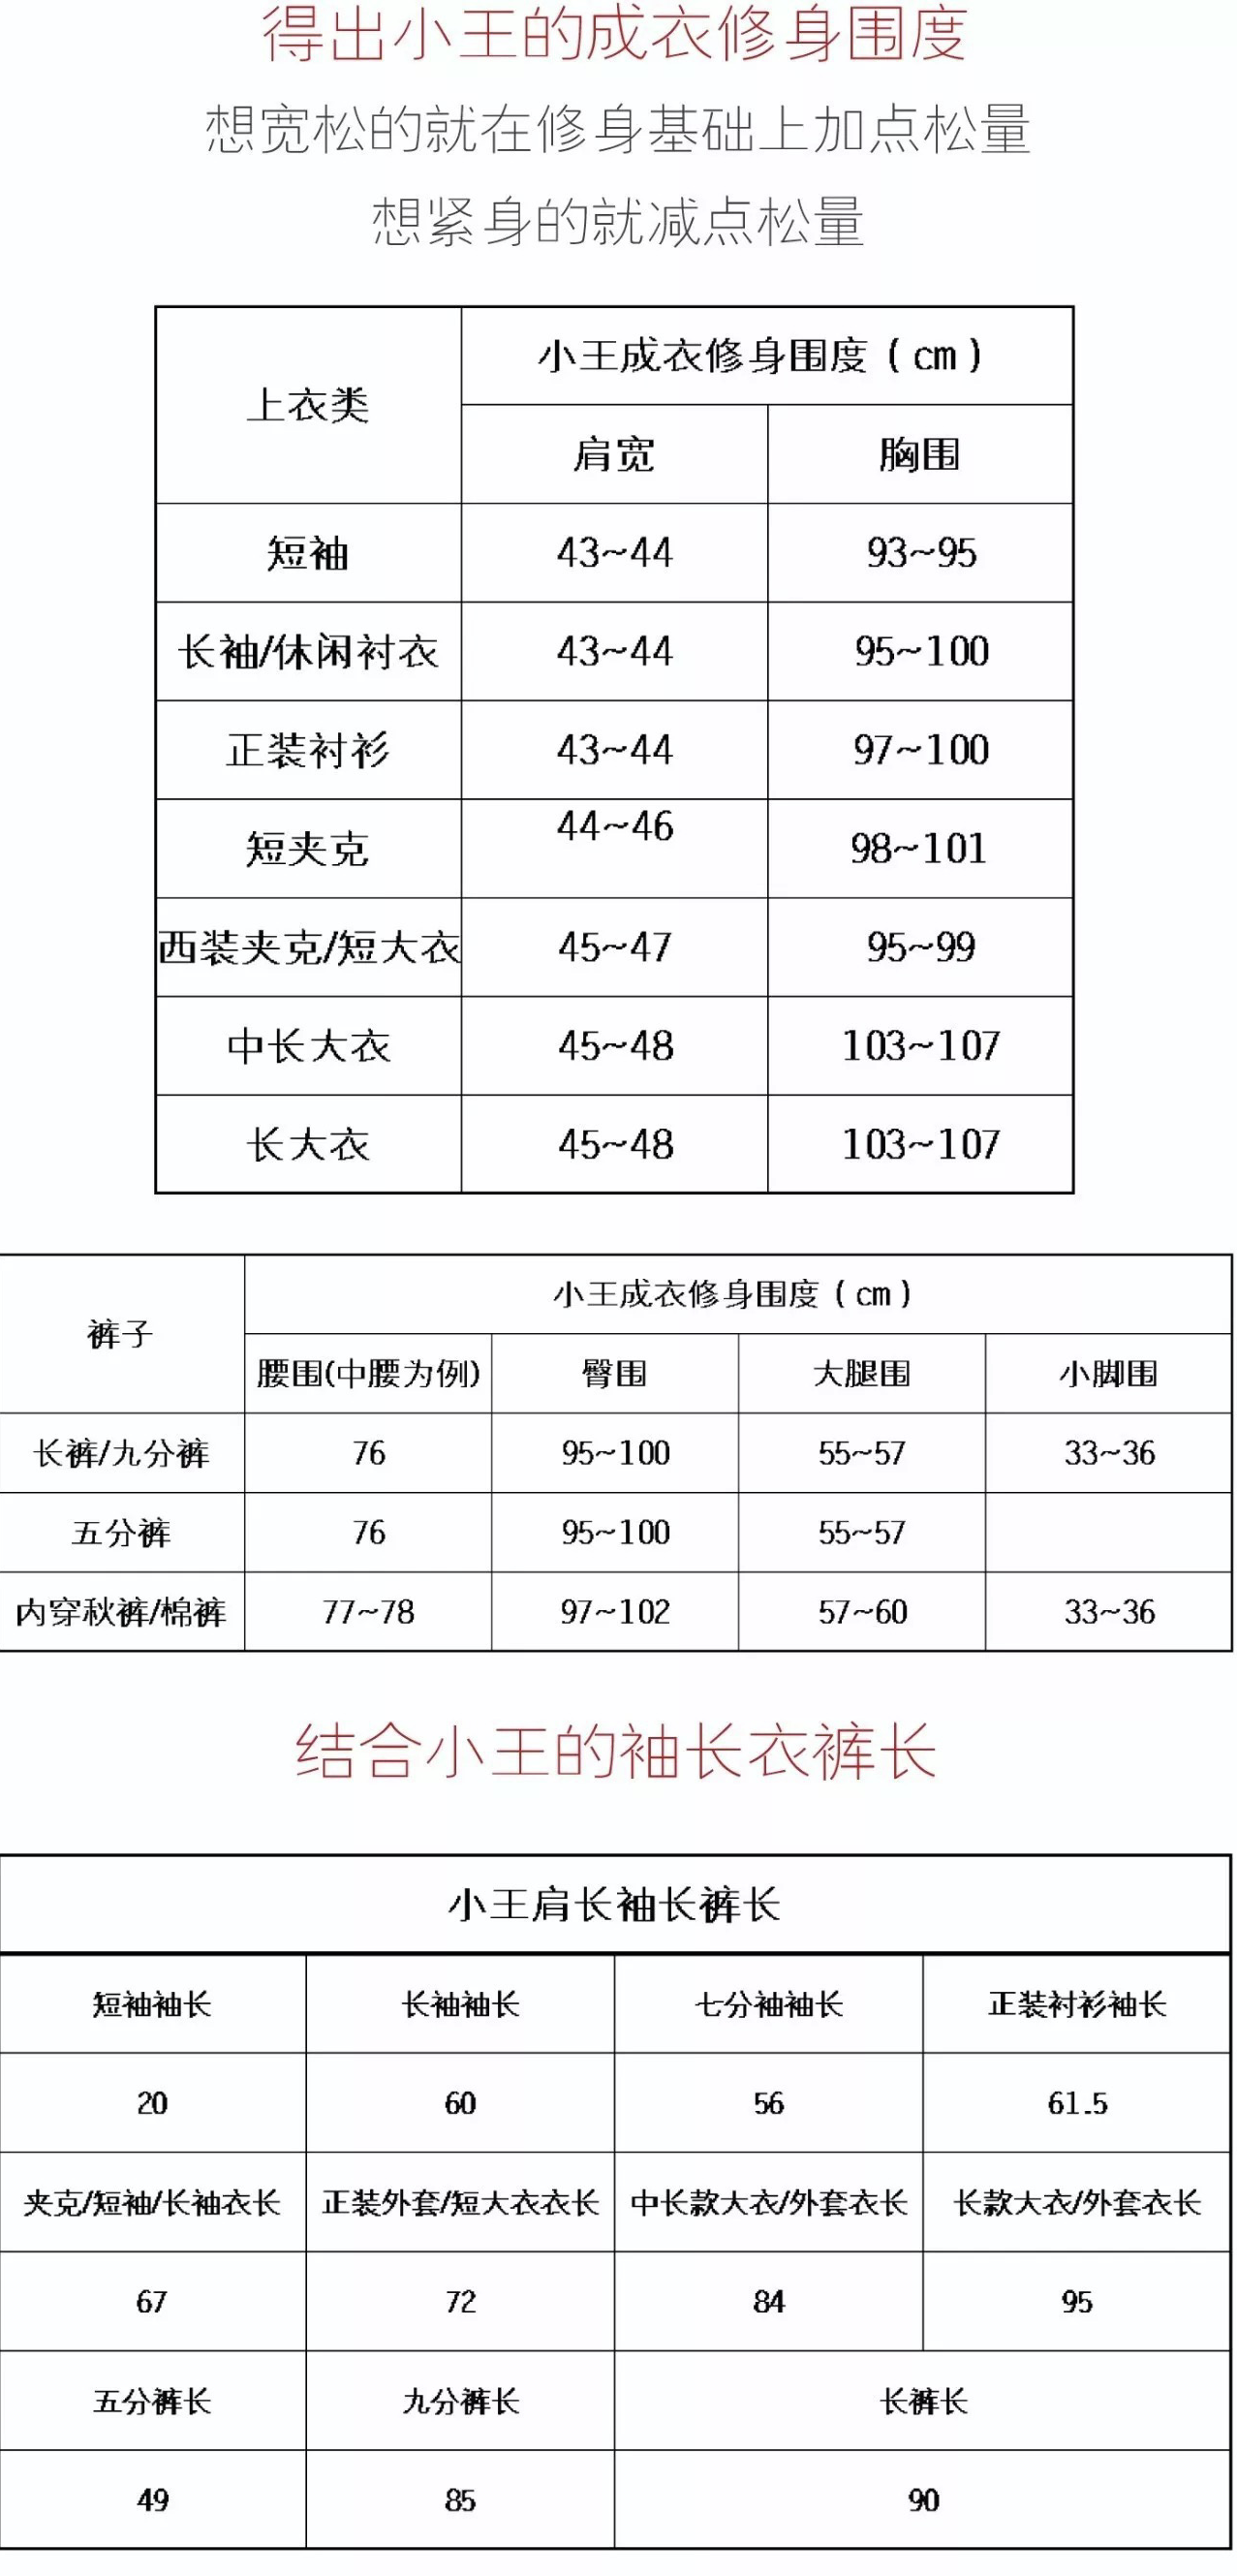 得出小王的成衣修身围度
想宽松的就在修身基础上加点松量
想紧身的就减点松量
上衣类 小王成衣修身围度（cm）
肩宽 胸围
短袖 43~44 93~95
长袖/休闲衬衣 43~44 95~100
正装衬衫 43~44 97~100
短夹克 44~46 98~101
西装夹克/短大衣 45~47 95~99
中长大衣 45~48 103~107
长大衣 45~48 103~107
裤子 小王成衣修身围度（cm）
腰围(中腰为例) 臀围 大腿围 小脚围
长裤/九分裤 76 95~100 55~57 33~36
五分裤 76 95~100 55~57
内穿秋裤/棉裤 77~78 97~102 57~60 33~36
结合小王的袖长衣裤长
小王肩长袖长裤长
短袖袖长 长袖袖长 七分袖袖长 正装衬衫袖长
20 60 56 61.5
夹克/短袖/长袖衣长 正装外套/短大衣衣长 中长款大衣/外套衣长 长款大衣/外套衣长
67 72 84 95
五分裤长 九分裤长 长裤长
49 85 90